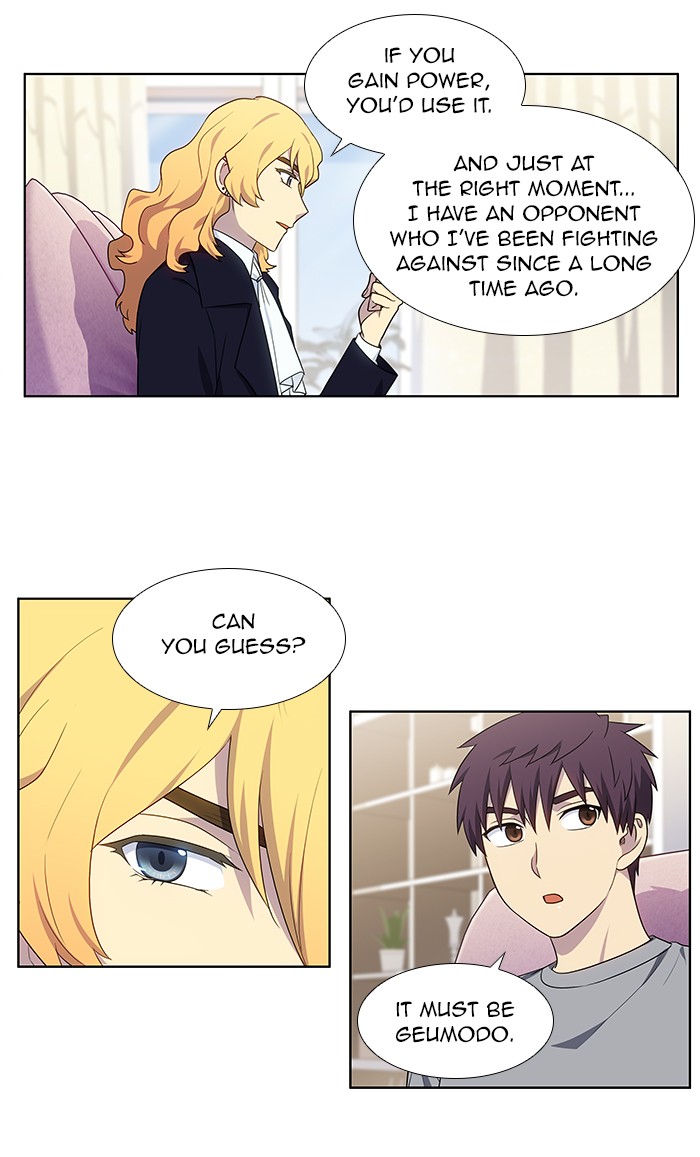 IF YOU
GAIN POWER,
YOU'D USE IT.
AND JUST AT
THE RIGHT MOMENT...
I HAVE AN OPPONENT
WHO I'VE BEEN FIGHTING
AGAINST SINCE A LONG
TIME AGO.
CAN
YOU GUESS?
IT MUST BE
GEUMODO.